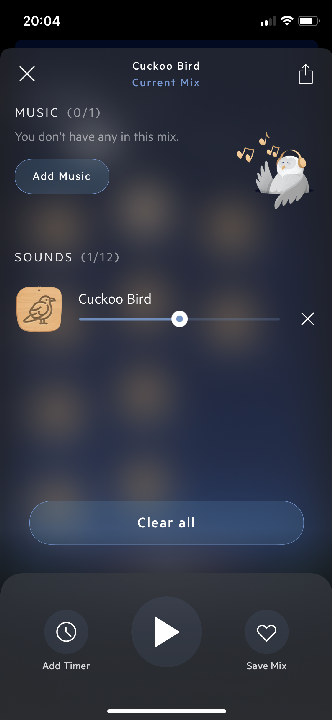 20:04
Cuckoo Bird
Current Mix
MUSIC (0/1)
You don't have any in this mix.
Add Music
SOUNDS (1/12)
Cuckoo Bird
Clear all
Add Timer
Save Mix